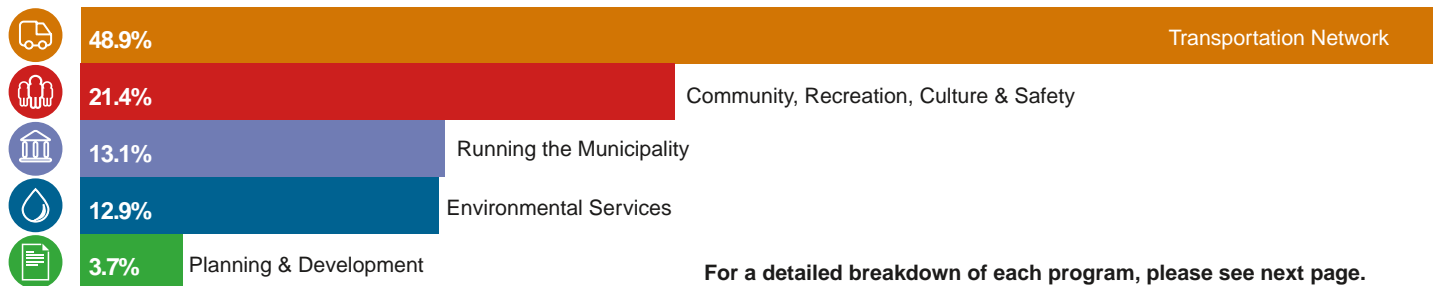 48.9% Transportation Network
21.4% Community, Recreation, Culture & Safety
13.1% Running the Municipality
12.9% Environmental Services
3.7% Planning & Development
For a detailed breakdown of each program, please see next page.